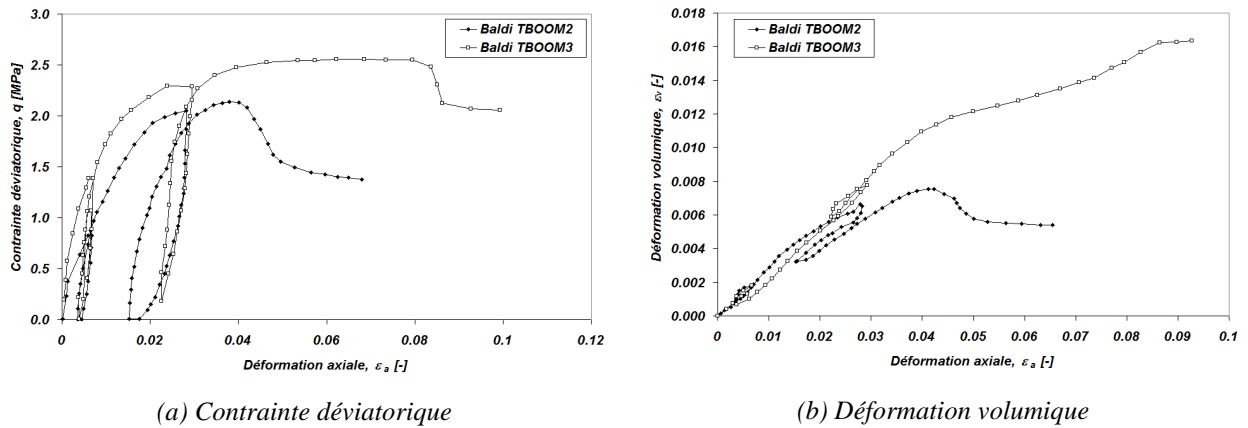 3.0
2.5
2.0
1.5
1.0
0.5
0.0
Contrainte déviatorique, q [MPa]
Baldi TBOOM2
Baldi TBOOM3
0 0.02 0.04 0.06 0.08 0.1 0.12
Déformation axiale, ε a [-]
(a) Contrainte déviatorique
0.018
0.016
0.014
0.012
0.010
0.008
0.006
0.004
0.002
0.000
Déformation volumique, εv [-]
Baldi TBOOM2
Baldi TBOOM3
0 0.01 0.02 0.03 0.04 0.05 0.06 0.07 0.08 0.09 0.1
Déformation axiale, ε a [-]
(b) Déformation volumique